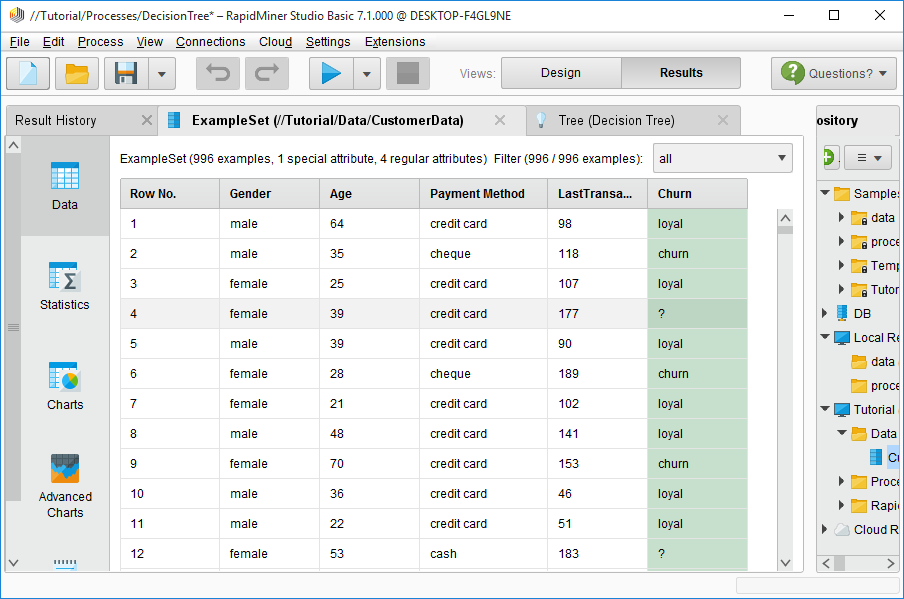 //Tutorial/Processes/DecisionTree* – RapidMiner Studio Basic 7.1.000 @ DESKTOP-F4GL9NE
File Edit Process View Connections Cloud Settings Extensions
Views: Design Results Questions?
Result History ExampleSet (//Tutorial/Data/CustomerData) Tree (Decision Tree) ository
ExampleSet (996 examples, 1 special attribute, 4 regular attributes) Filter (996 / 996 examples): all
Data
Statistics
Charts
Advanced
Charts
Row No. Gender Age Payment Method LastTransa... Churn
1 male 64 credit card 98 loyal
2 male 35 cheque 118 churn
3 female 25 credit card 107 loyal
4 female 39 credit card 177 ?
5 male 39 credit card 90 loyal
6 female 28 cheque 189 churn
7 female 21 credit card 102 loyal
8 male 48 credit card 141 loyal
9 female 70 credit card 153 churn
10 male 36 credit card 46 loyal
11 male 22 credit card 51 loyal
12 female 53 cash 183 ?
Samples
data
proce
Temp
Tutor
DB
Local Re
data
proce
Tutorial
Data
Cu
Proce
Rapi
Cloud R